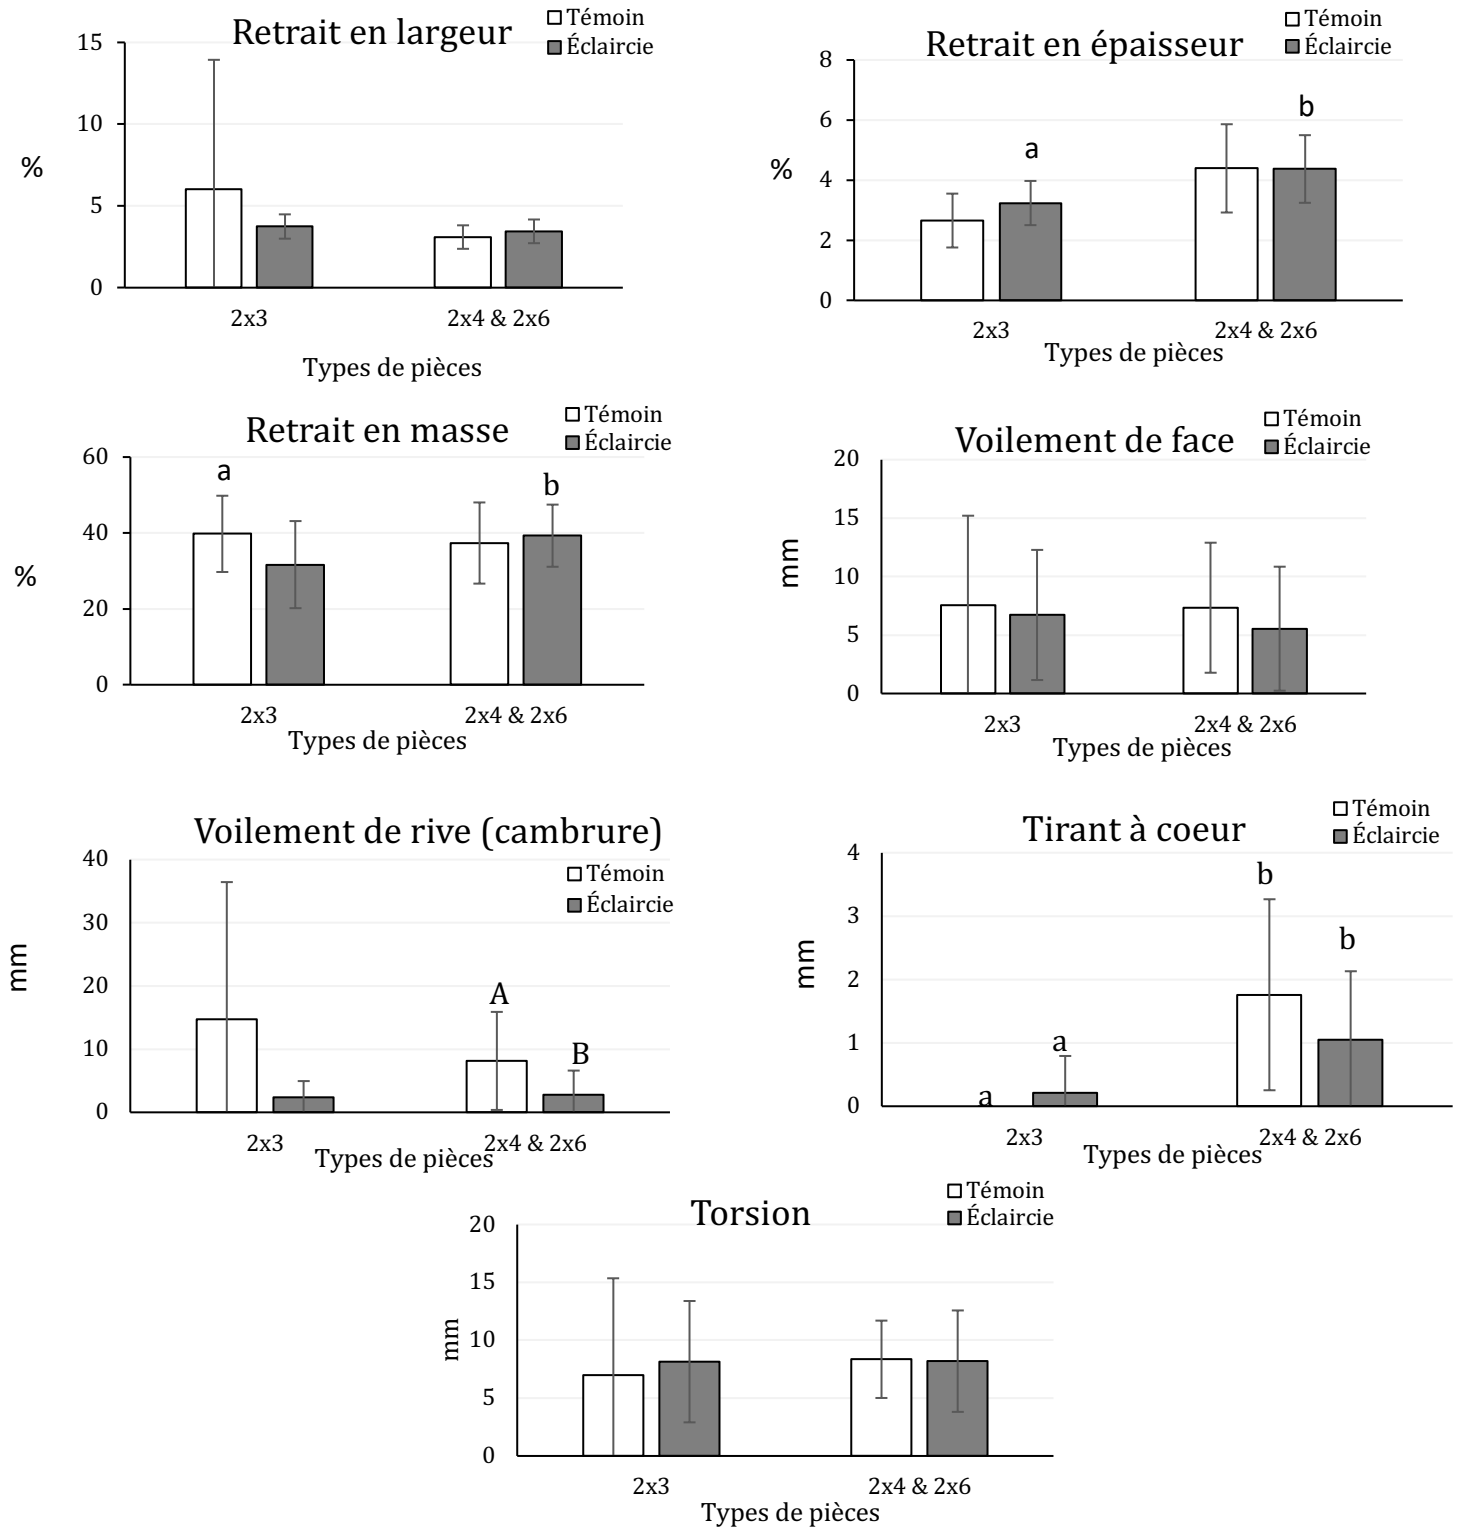 Retrait en largeur
Témoin
Éclaircie
15
10
5
0
%
2x3
2x4 & 2x6
Types de pièces
Retrait en épaisseur
Témoin
Éclaircie
8
6
4
2
0
%
a
b
2x3
2x4 & 2x6
Types de pièces
Retrait en masse
Témoin
Éclaircie
60
40
20
0
%
a
b
2x3
2x4 & 2x6
Types de pièces
Voilement de face
Témoin
Éclaircie
20
15
10
5
0
mm
2x3
2x4 & 2x6
Types de pièces
Voilement de rive (cambrure)
Témoin
Éclaircie
40
30
20
10
0
mm
A
B
2x3
2x4 & 2x6
Types de pièces
Tirant à coeur
Témoin
Éclaircie
4
3
2
1
0
mm
a
a
b
b
2x3
2x4 & 2x6
Types de pièces
Torsion
Témoin
Éclaircie
20
15
10
5
0
mm
2x3
2x4 & 2x6
Types de pièces